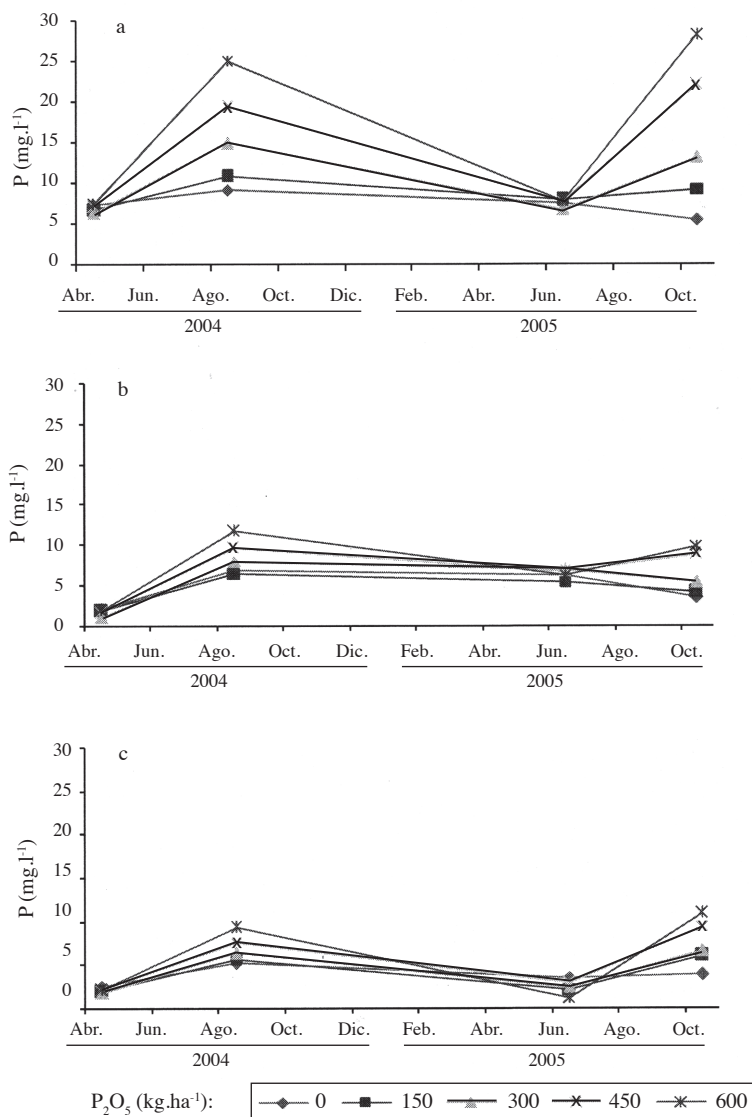 30
a
25
20
15
10
5
0
P (mg.l⁻¹)
Abr. Jun. Ago. Oct. Dic. Feb. Abr. Jun. Ago. Oct.
2004 2005
30
b
25
20
15
10
5
0
P (mg.l⁻¹)
Abr. Jun. Ago. Oct. Dic. Feb. Abr. Jun. Ago. Oct.
2004 2005
30
c
25
20
15
10
5
0
P (mg.l⁻¹)
Abr. Jun. Ago. Oct. Dic. Feb. Abr. Jun. Ago. Oct.
2004 2005
P₂O₅ (kg.ha⁻¹): 0 150 300 450 600